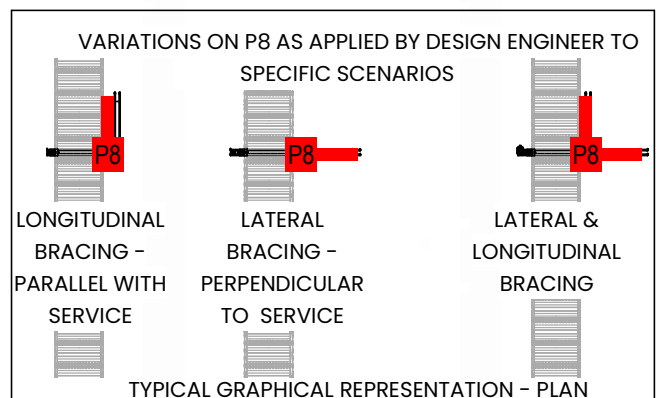 VARIATIONS ON P8 AS APPLIED BY DESIGN ENGINEER TO
SPECIFIC SCENARIOS
P8
P8
P8
LONGITUDINAL
BRACING -
PARALLEL WITH
SERVICE
LATERAL
BRACING -
PERPENDICULAR
TO SERVICE
LATERAL &
LONGITUDINAL
BRACING
TYPICAL GRAPHICAL REPRESENTATION - PLAN